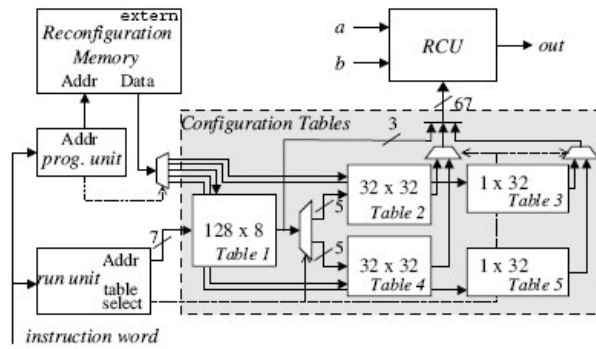 extern
Reconfiguration
Memory
Addr Data
a
b
RCU
out
67
Configuration Tables
3
Addr
prog. unit
7
128 x 8
Table 1
5
5
32 x 32
Table 2
1 x 32
Table 3
32 x 32
Table 4
1 x 32
Table 5
Addr
run unit
table
select
instruction word